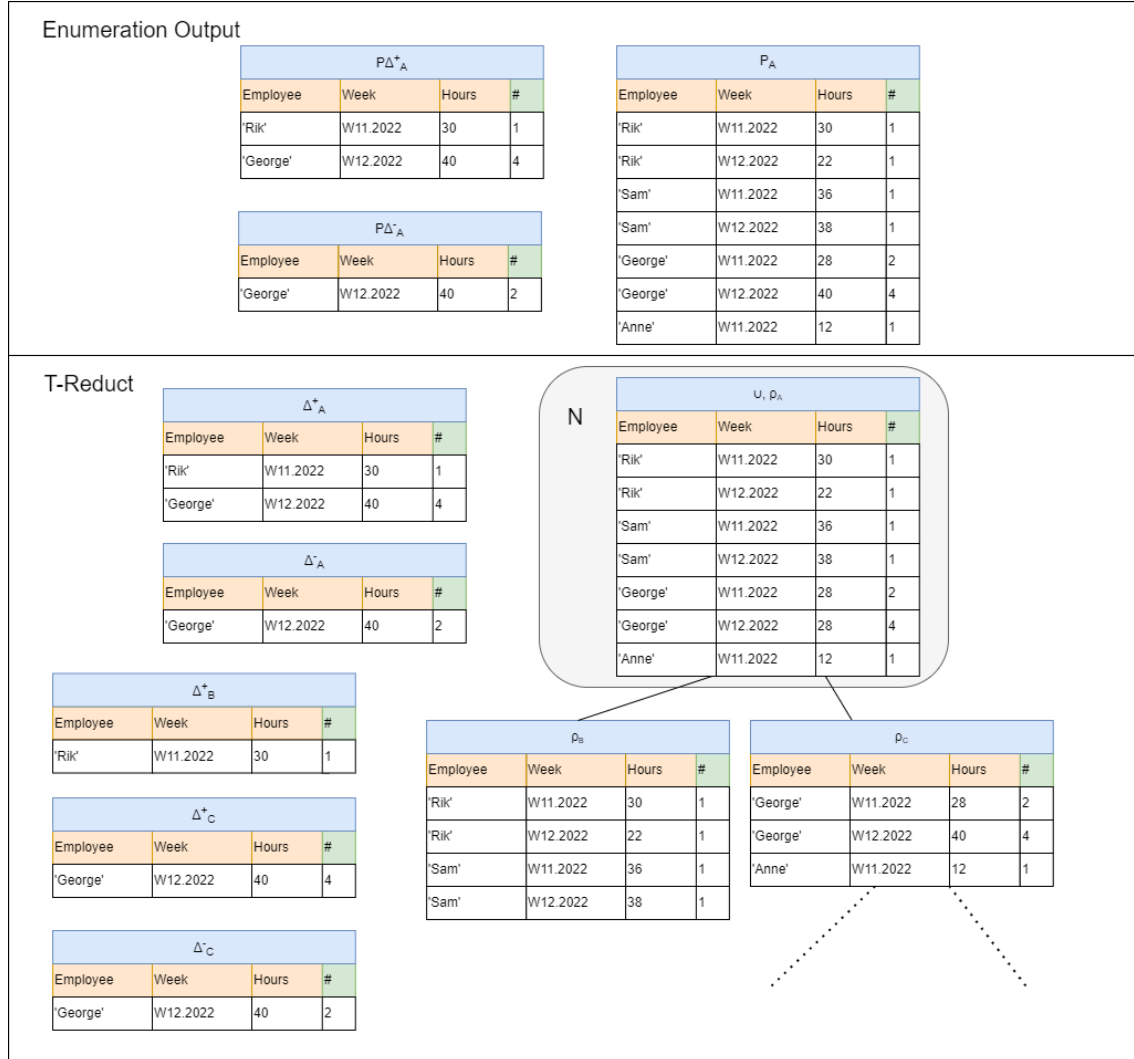 Enumeration Output
PΔ⁺A
Employee Week Hours #
'Rik' W11.2022 30 1
'George' W12.2022 40 4
PΔ⁻A
Employee Week Hours #
'George' W12.2022 40 2
PA
Employee Week Hours #
'Rik' W11.2022 30 1
'Rik' W12.2022 22 1
'Sam' W11.2022 36 1
'Sam' W12.2022 38 1
'George' W11.2022 28 2
'George' W12.2022 40 4
'Anne' W11.2022 12 1
T-Reduct
Δ⁺A
Employee Week Hours #
'Rik' W11.2022 30 1
'George' W12.2022 40 4
Δ⁻A
Employee Week Hours #
'George' W12.2022 40 2
N
∪, ρA
Employee Week Hours #
'Rik' W11.2022 30 1
'Rik' W12.2022 22 1
'Sam' W11.2022 36 1
'Sam' W12.2022 38 1
'George' W11.2022 28 2
'George' W12.2022 28 4
'Anne' W11.2022 12 1
Δ⁺B
Employee Week Hours #
'Rik' W11.2022 30 1
Δ⁺C
Employee Week Hours #
'George' W12.2022 40 4
Δ⁻C
Employee Week Hours #
'George' W12.2022 40 2
ρB
Employee Week Hours #
'Rik' W11.2022 30 1
'Rik' W12.2022 22 1
'Sam' W11.2022 36 1
'Sam' W12.2022 38 1
ρC
Employee Week Hours #
'George' W11.2022 28 2
'George' W12.2022 40 4
'Anne' W11.2022 12 1